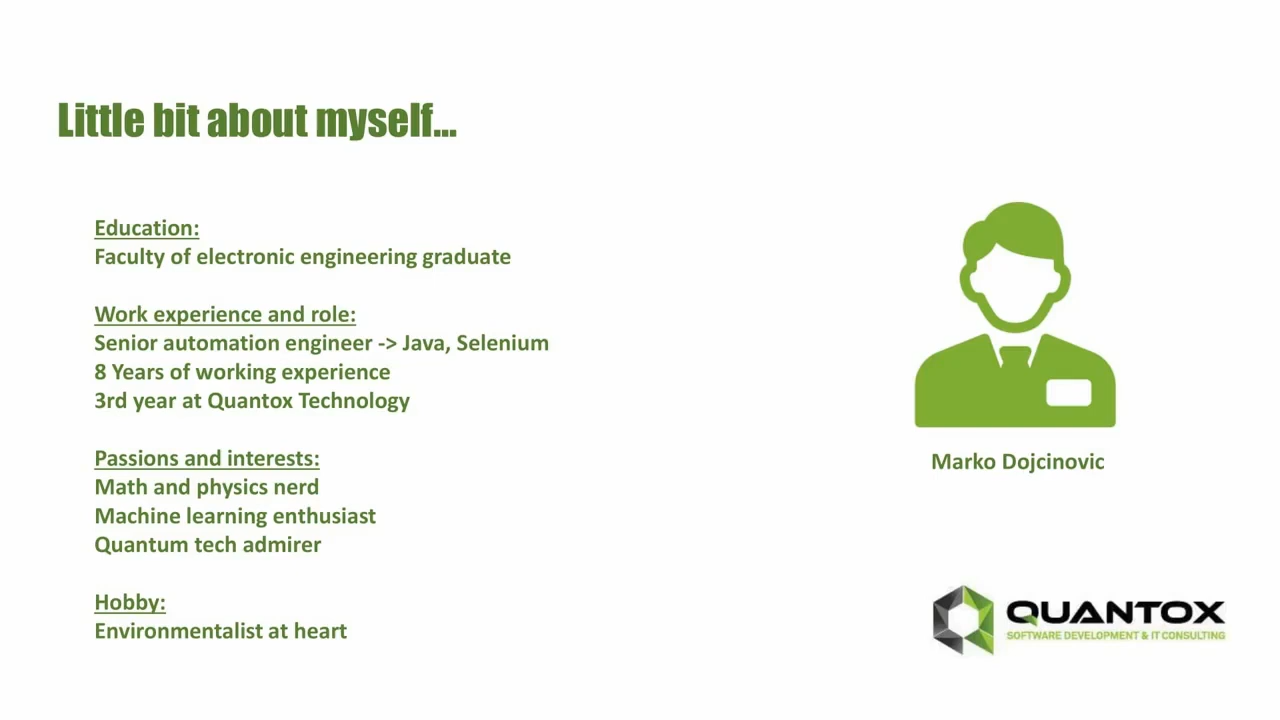 Little bit about myself...
Education:
Faculty of electronic engineering graduate
Work experience and role:
Senior automation engineer -> Java, Selenium
8 Years of working experience
3rd year at Quantox Technology
Passions and interests:
Math and physics nerd
Machine learning enthusiast
Quantum tech admirer
Hobby:
Environmentalist at heart
Marko Dojcinovic
QUANTOX
SOFTWARE DEVELOPMENT & IT CONSULTING